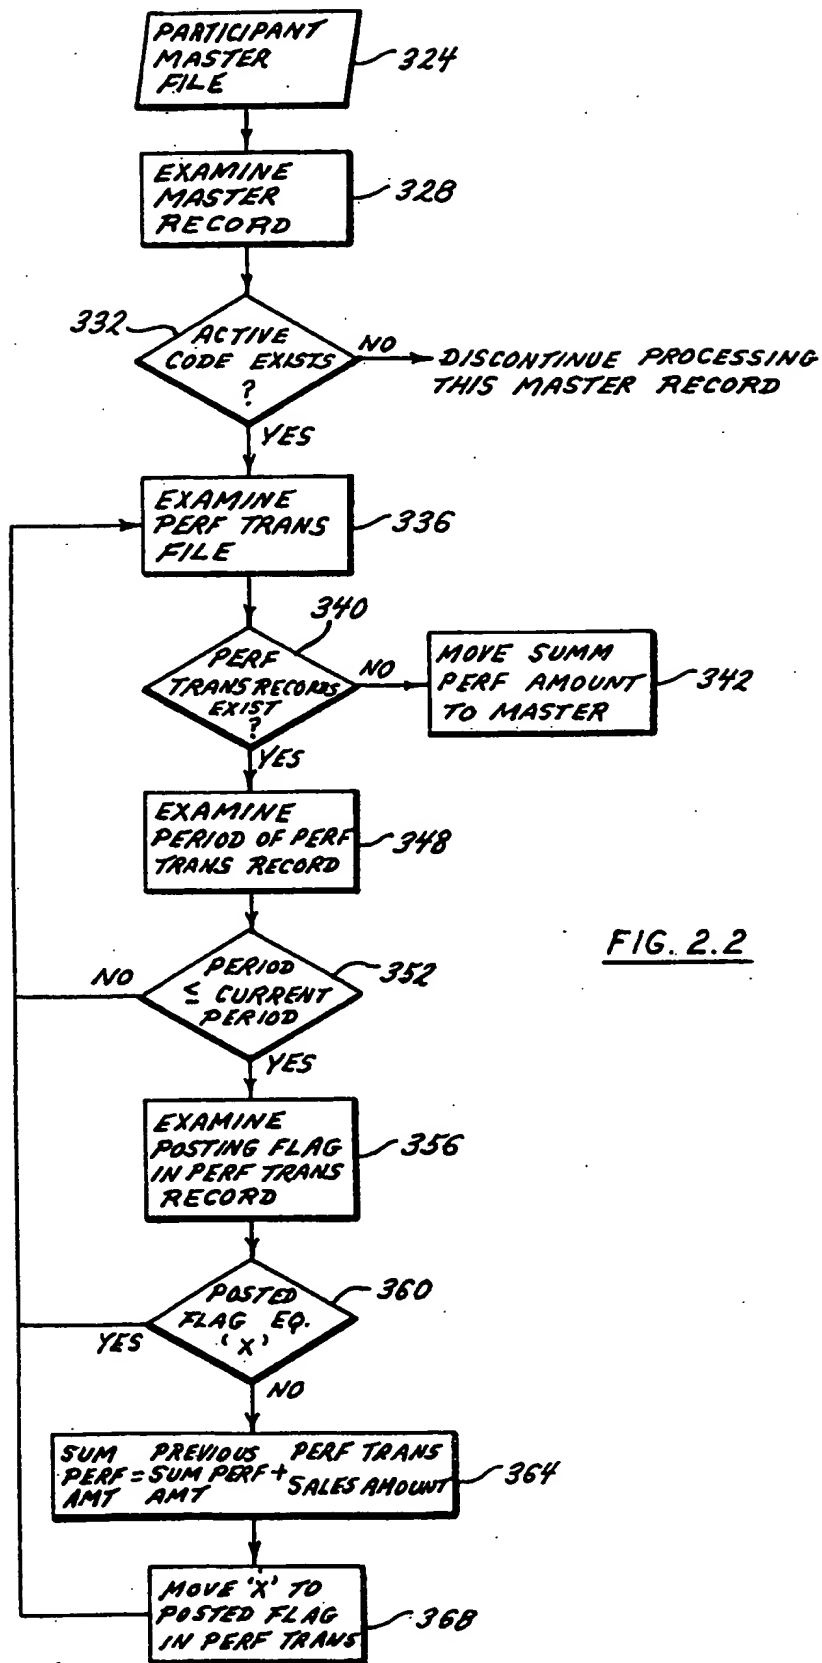 PARTICIPANT
MASTER
FILE
324
EXAMINE
MASTER
RECORD
328
332
ACTIVE
CODE EXISTS
?
NO
DISCONTINUE PROCESSING
THIS MASTER RECORD
YES
EXAMINE
PERF TRANS
FILE
336
340
PERF
TRANS RECORDS
EXIST
?
NO
MOVE SUMM
PERF AMOUNT
TO MASTER
342
YES
EXAMINE
PERIOD OF PERF
TRANS RECORD
348
FIG. 2.2
NO
PERIOD
≤ CURRENT
PERIOD
352
YES
EXAMINE
POSTING FLAG
IN PERF TRANS
RECORD
356
POSTED
FLAG EQ.
'X'
360
YES
NO
SUM PREVIOUS PERF TRANS
PERF = SUM PERF + SALES AMOUNT
AMT AMT
364
MOVE 'X' TO
POSTED FLAG
IN PERF TRANS
368